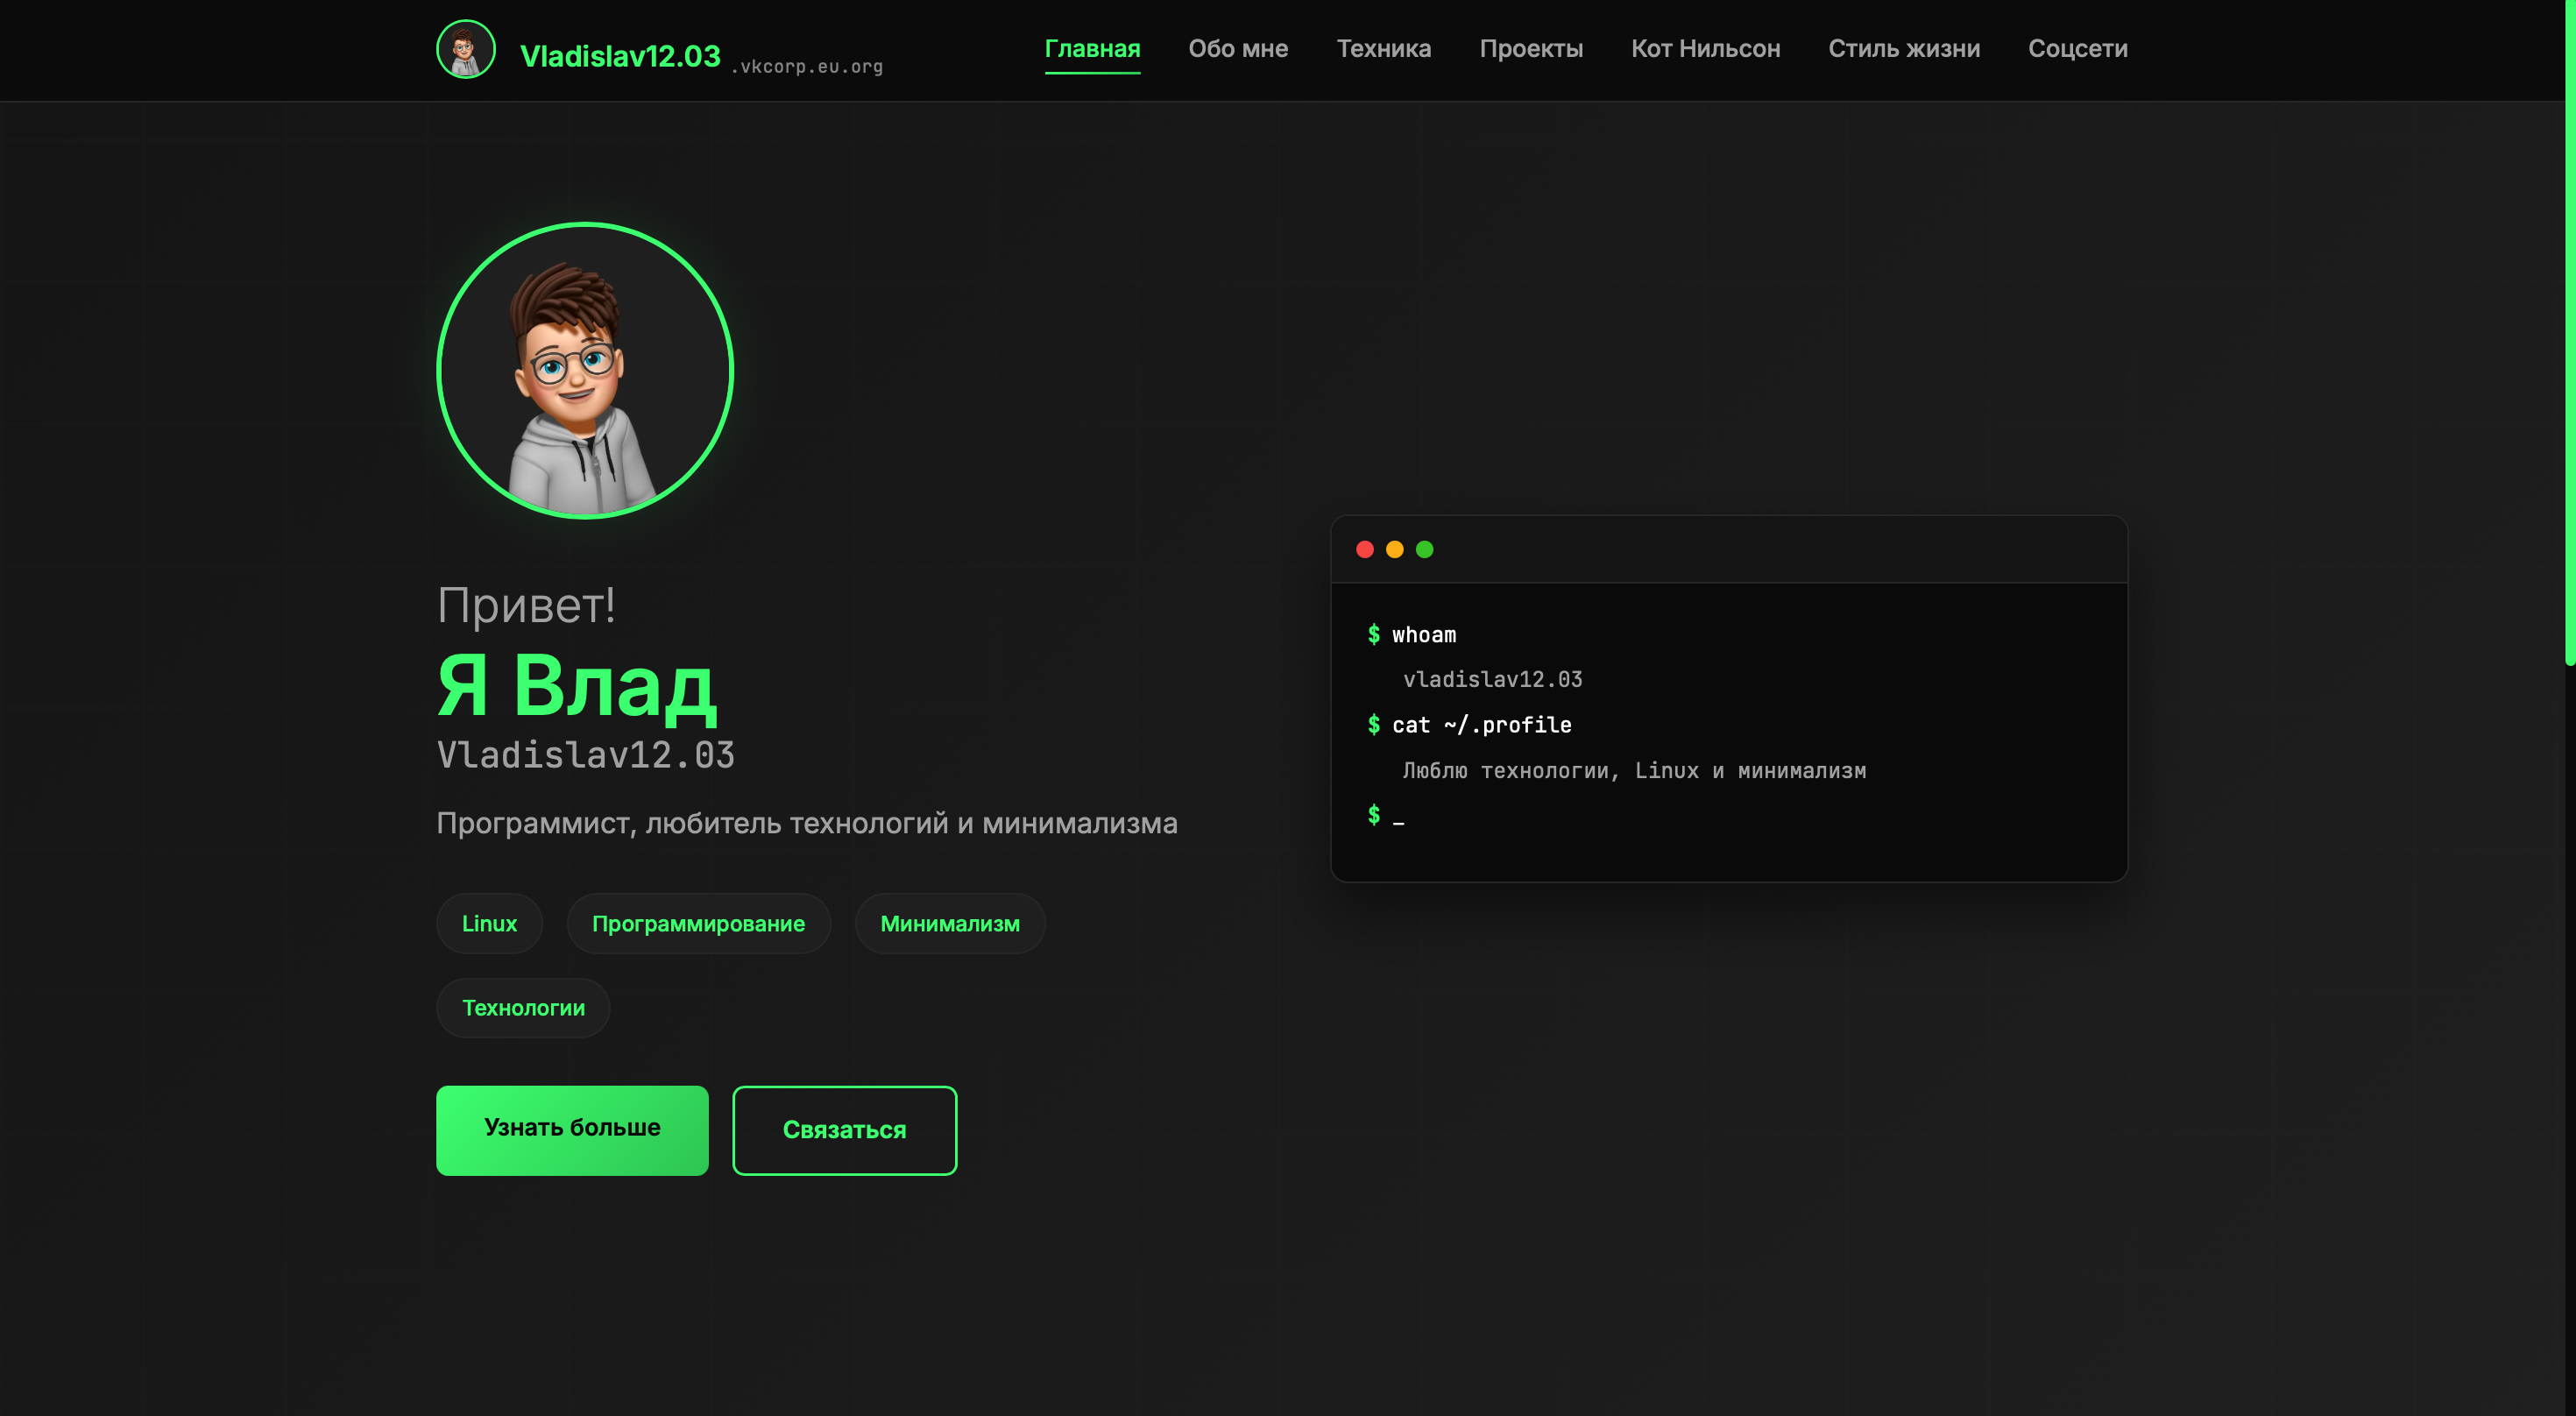 Vladislav12.03 .vkcorp.eu.org
Главная Обо мне Техника Проекты Кот Нильсон Стиль жизни Соцсети
Привет!
Я Влад
Vladislav12.03
Программист, любитель технологий и минимализма
Linux Программирование Минимализм
Технологии
Узнать больше Связаться
$ whoam
vladislav12.03
$ cat ~/.profile
Люблю технологии, Linux и минимализм
$ _